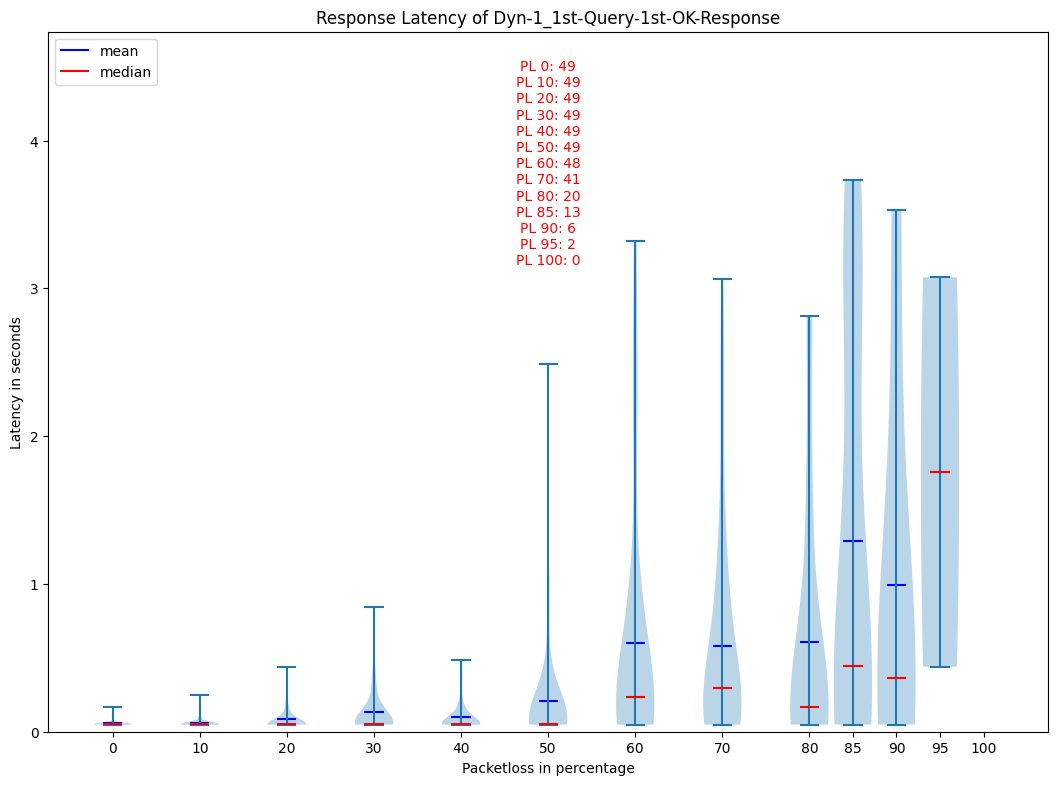 Response Latency of Dyn-1_1st-Query-1st-OK-Response
mean
median
PL 0: 49
PL 10: 49
PL 20: 49
PL 30: 49
PL 40: 49
PL 50: 49
PL 60: 48
PL 70: 41
PL 80: 20
PL 85: 13
PL 90: 6
PL 95: 2
PL 100: 0
Latency in seconds
4
3
2
1
0
0 10 20 30 40 50 60 70 80 85 90 95 100
Packetloss in percentage